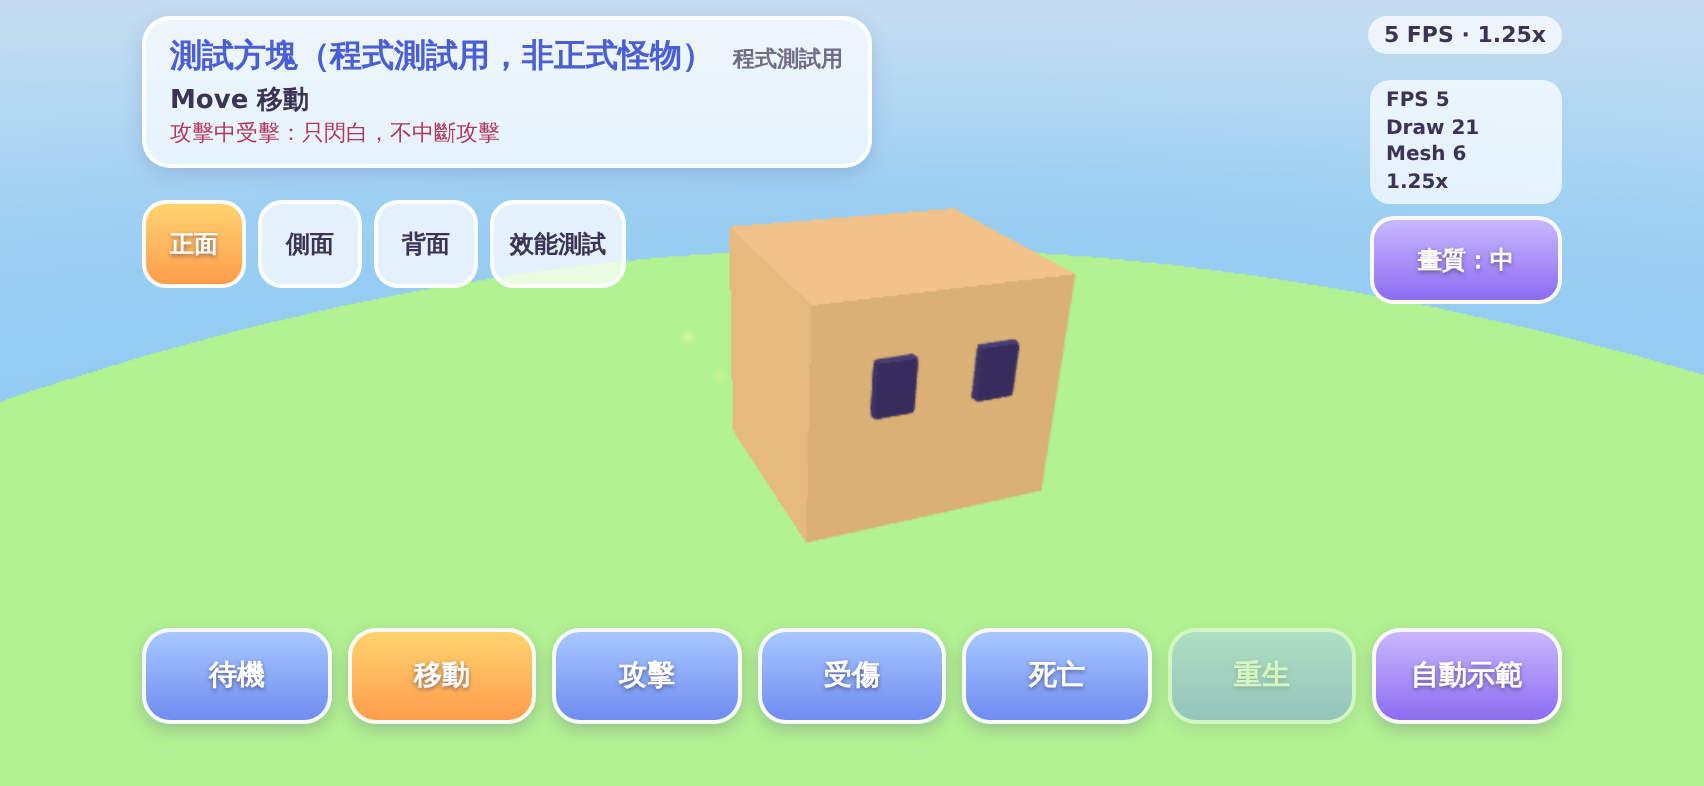 測試方塊（程式測試用，非正式怪物） 程式測試用
Move 移動
攻擊中受擊：只閃白，不中斷攻擊
5 FPS · 1.25x
FPS 5
Draw 21
Mesh 6
1.25x
正面 側面 背面 效能測試
畫質：中
待機 移動 攻擊 受傷 死亡 重生 自動示範